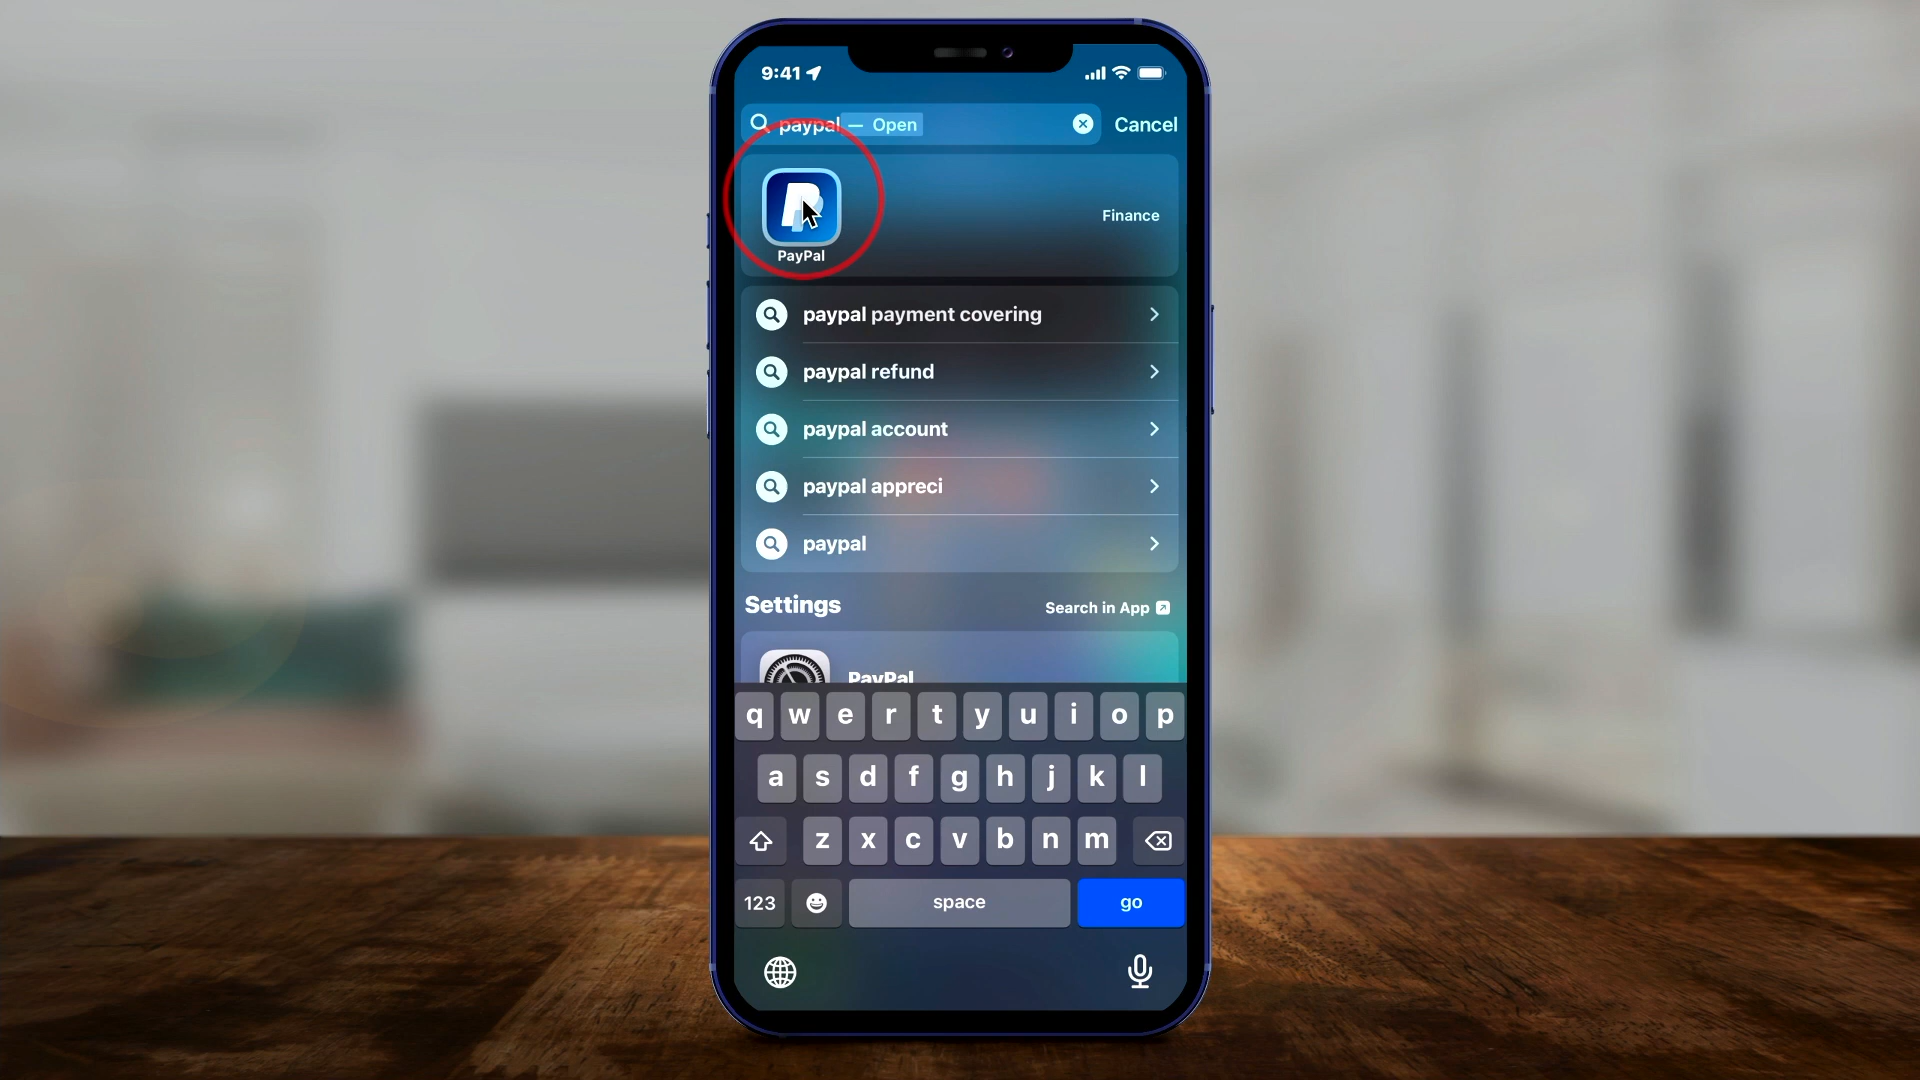 9:41
paypal — Open
Cancel
PayPal
Finance
paypal payment covering
paypal refund
paypal account
paypal appreci
paypal
Settings
Search in App
PayPal
q w e r t y u i o p
a s d f g h j k l
z x c v b n m
123 space go